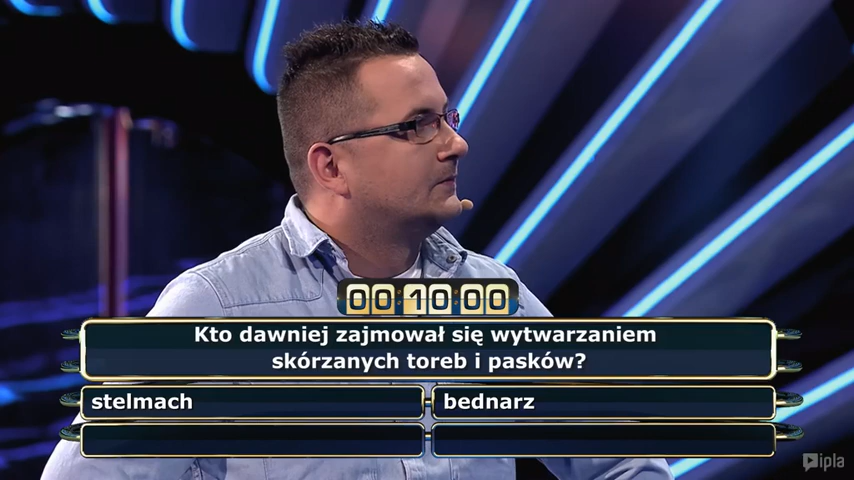 00:10:00
Kto dawniej zajmował się wytwarzaniem
skórzanych toreb i pasków?
stelmach
bednarz
ipla